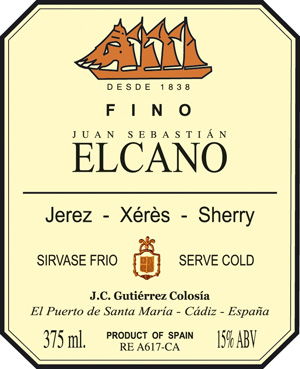 DESDE 1838
FINO
JUAN SEBASTIÁN
ELCANO
Jerez - Xérès - Sherry
SIRVASE FRIO SERVE COLD
J.C. Gutiérrez Colosía
El Puerto de Santa María - Cádiz - España
375 ml. PRODUCT OF SPAIN 15% ABV
RE A617-CA